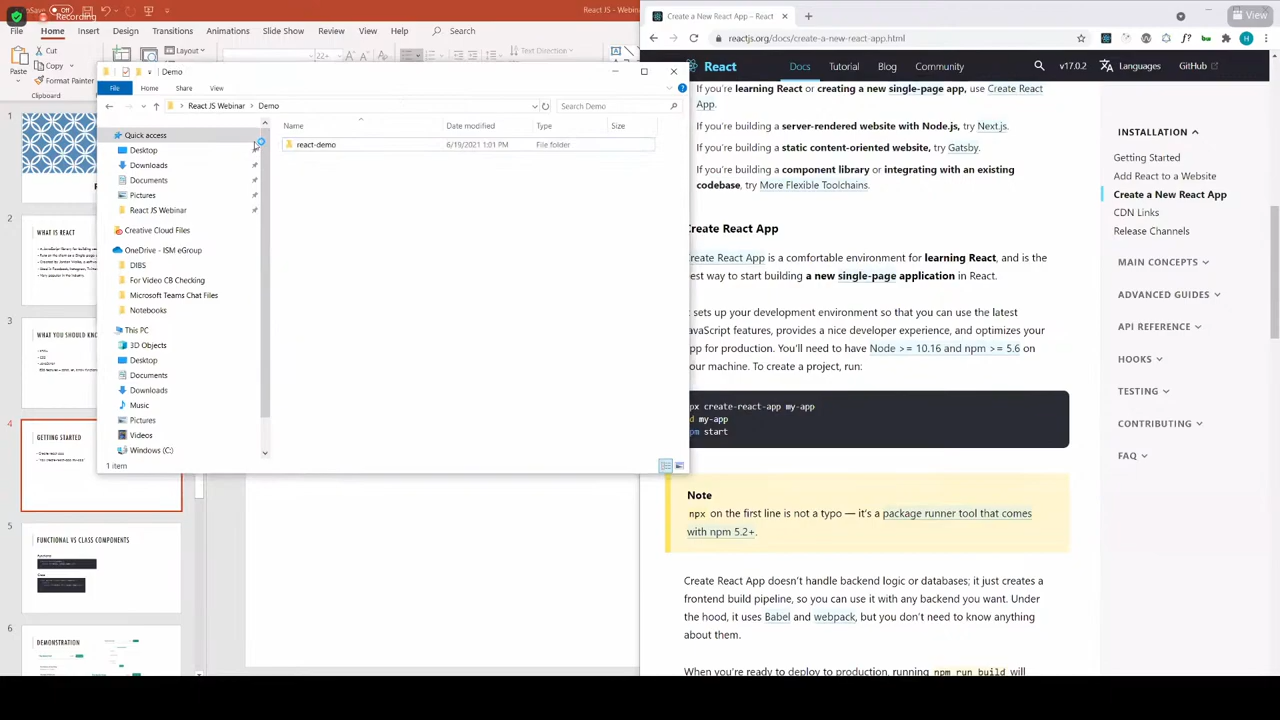 Recording
Off
React JS - Webin
File
Home
Insert
Design
Transitions
Animations
Slide Show
Review
View
Search
Paste
Cut
Copy
Format Painter
Clipboard
Layout
22+
Text Direction
1
2
WHAT IS REACT
3
WHAT YOU SHOULD KN
4
GETTING STARTED
5
FUNCTIONAL VS CLASS COMPONENTS
6
DEMONSTRATION
Demo
File
Home
Share
View
React JS Webinar
Demo
Search Demo
Name
Date modified
Type
Size
react-demo
6/19/2021 1:01 PM
File folder
Quick access
Desktop
Downloads
Documents
Pictures
React JS Webinar
Creative Cloud Files
OneDrive - ISM eGroup
DIBS
For Video CB Checking
Microsoft Teams Chat Files
Notebooks
This PC
3D Objects
Desktop
Documents
Downloads
Music
Pictures
Videos
Windows (C:)
1 item
Create a New React App – React
View
reactjs.org/docs/create-a-new-react-app.html
H
React
Docs
Tutorial
Blog
Community
v17.0.2
Languages
GitHub
If you're learning React or creating a new single-page app, use Create React
App.
If you're building a server-rendered website with Node.js, try Next.js.
If you're building a static content-oriented website, try Gatsby.
If you're building a component library or integrating with an existing
codebase, try More Flexible Toolchains.
reate React App
reate React App is a comfortable environment for learning React, and is the
est way to start building a new single-page application in React.
sets up your development environment so that you can use the latest
avaScript features, provides a nice developer experience, and optimizes your
pp for production. You'll need to have Node >= 10.16 and npm >= 5.6 on
our machine. To create a project, run:
px create-react-app my-app
d my-app
pm start
Note
npx on the first line is not a typo — it's a package runner tool that comes
with npm 5.2+.
Create React App doesn't handle backend logic or databases; it just creates a
frontend build pipeline, so you can use it with any backend you want. Under
the hood, it uses Babel and webpack, but you don't need to know anything
about them.
When you're ready to deploy to production, running npm run build will
INSTALLATION
Getting Started
Add React to a Website
Create a New React App
CDN Links
Release Channels
MAIN CONCEPTS
ADVANCED GUIDES
API REFERENCE
HOOKS
TESTING
CONTRIBUTING
FAQ